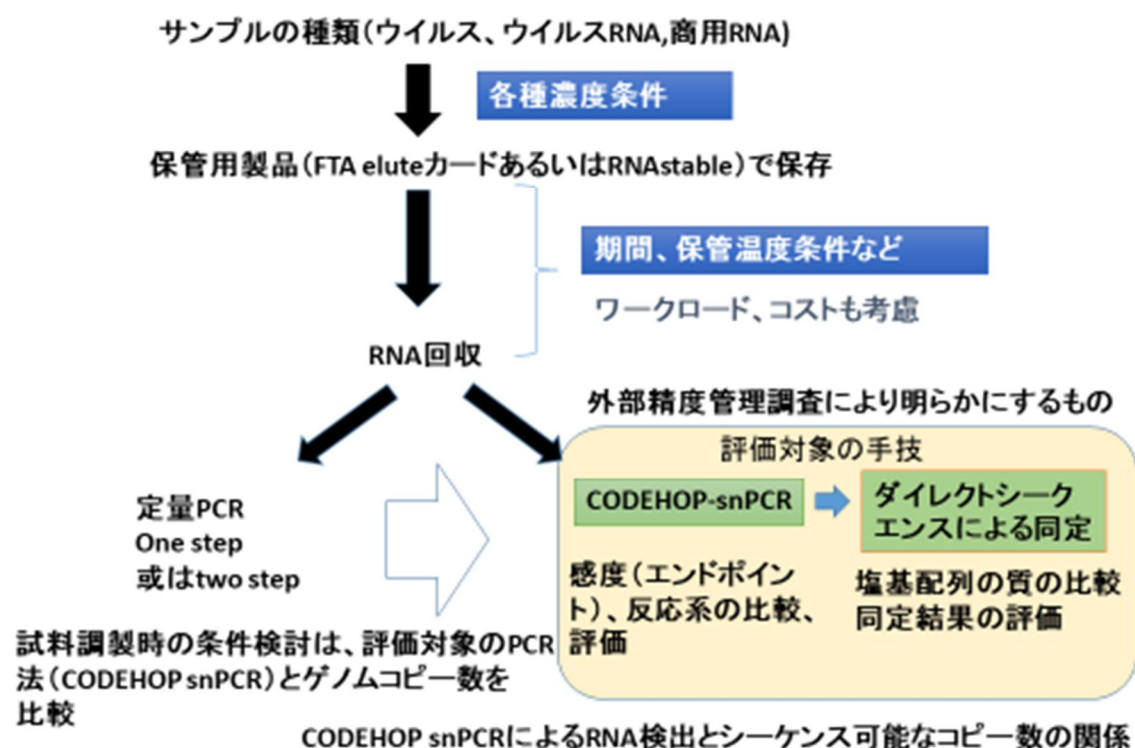 サンプルの種類(ウイルス、ウイルスRNA,商用RNA)
各種濃度条件
保管用製品(FTA eluteカードあるいはRNAstable)で保存
期間、保管温度条件など
ワークロード、コストも考慮
RNA回収
外部精度管理調査により明らかにするもの
評価対象の手技
CODEHOP-snPCR
ダイレクトシーク
エンスによる同定
定量PCR
One step
或はtwo step
感度(エンドポイン
ト)、反応系の比較、
評価
塩基配列の質の比較
同定結果の評価
試料調製時の条件検討は、評価対象のPCR
法(CODEHOP snPCR)とゲノムコピー数を
比較
CODEHOP snPCRによるRNA検出とシーケンス可能なコピー数の関係